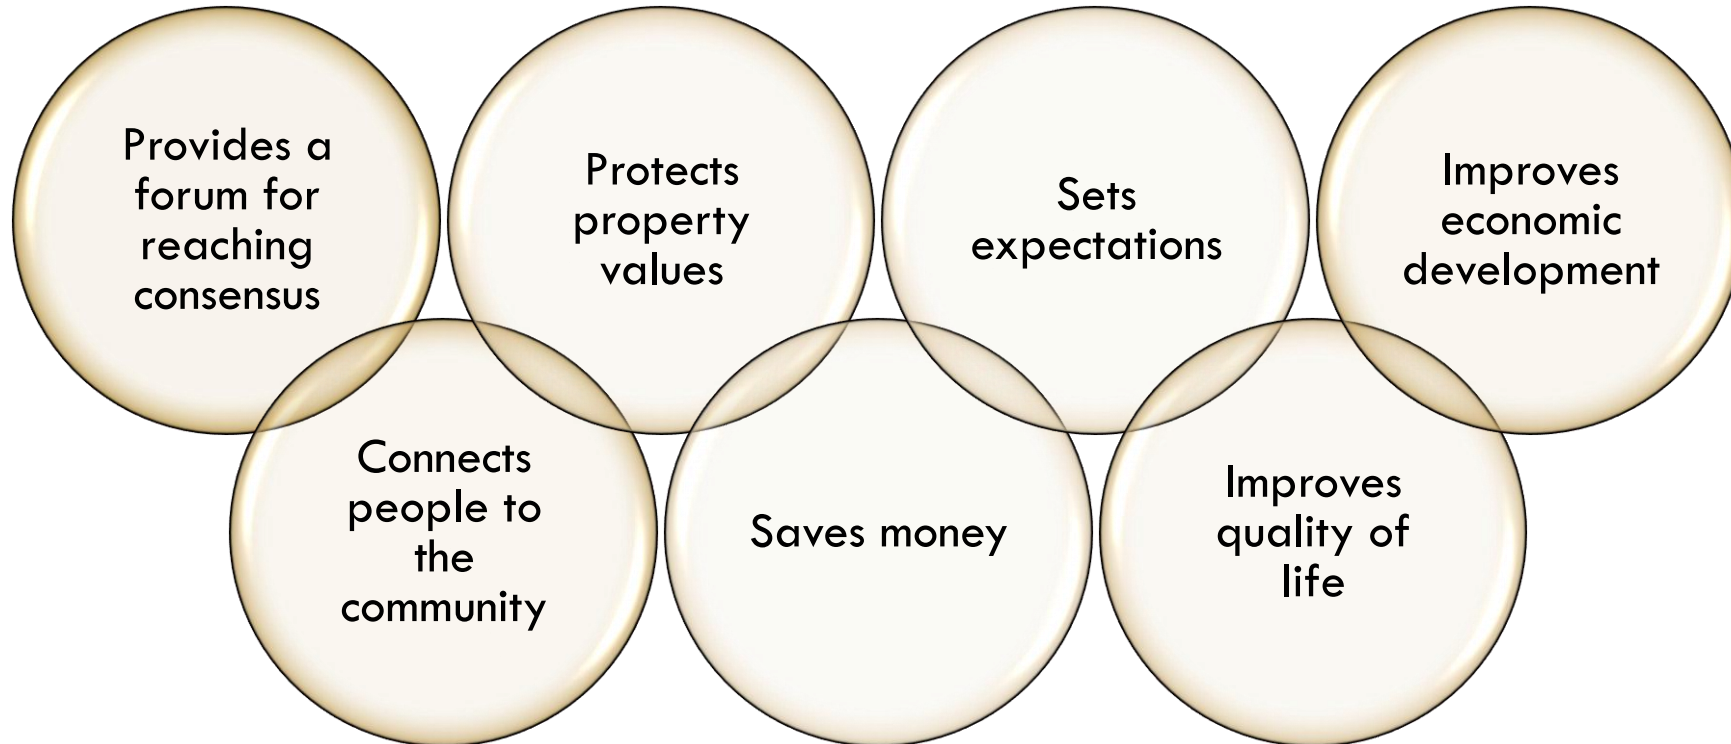 Provides a
forum for
reaching
consensus
Protects
property
values
Sets
expectations
Improves
economic
development
Connects
people to
the
community
Saves money
Improves
quality of
life